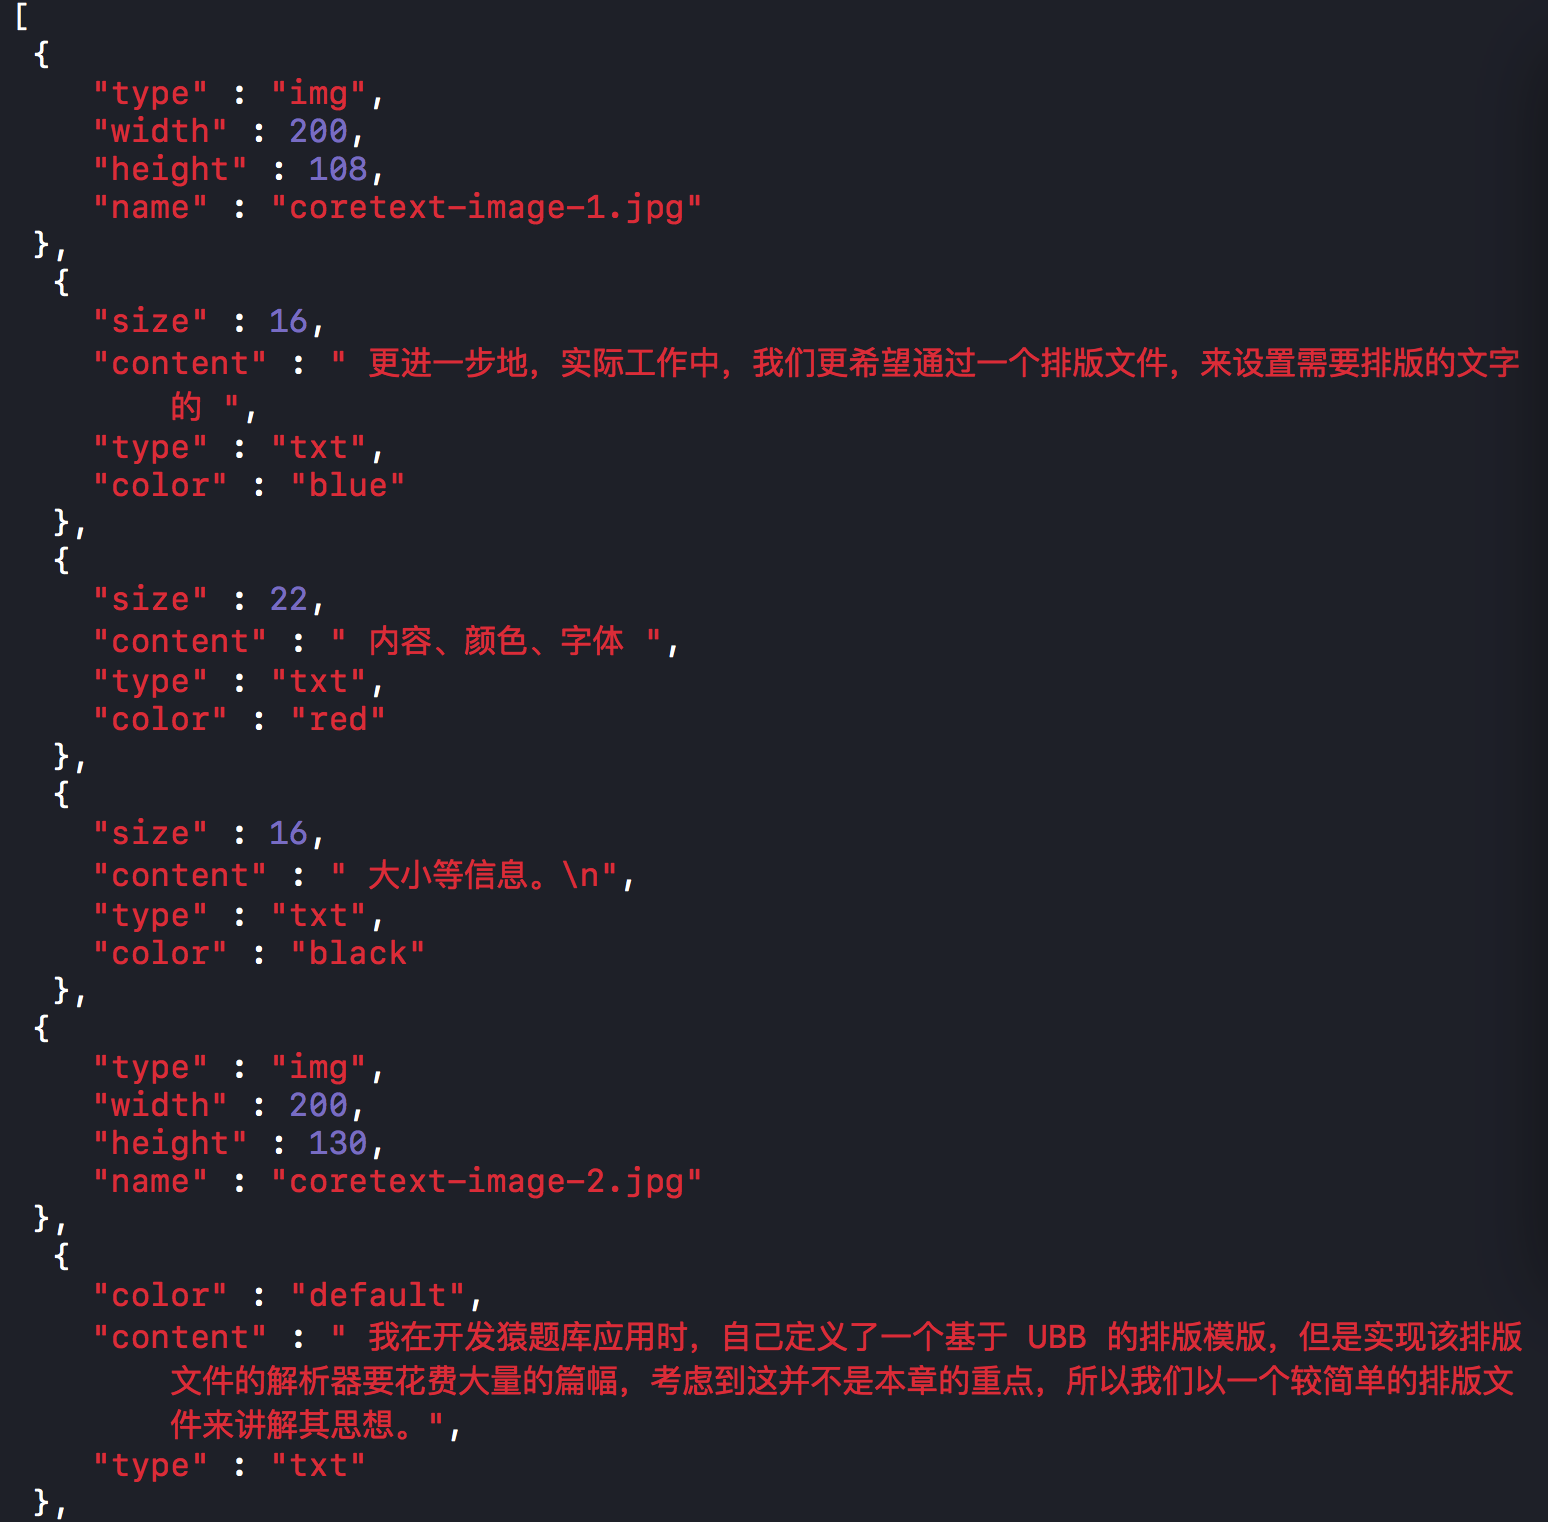 [
{
"type" : "img",
"width" : 200,
"height" : 108,
"name" : "coretext-image-1.jpg"
},
{
"size" : 16,
"content" : " 更进一步地，实际工作中，我们更希望通过一个排版文件，来设置需要排版的文字
的 ",
"type" : "txt",
"color" : "blue"
},
{
"size" : 22,
"content" : " 内容、颜色、字体 ",
"type" : "txt",
"color" : "red"
},
{
"size" : 16,
"content" : " 大小等信息。\n",
"type" : "txt",
"color" : "black"
},
{
"type" : "img",
"width" : 200,
"height" : 130,
"name" : "coretext-image-2.jpg"
},
{
"color" : "default",
"content" : " 我在开发猿题库应用时，自己定义了一个基于 UBB 的排版模版，但是实现该排版
文件的解析器要花费大量的篇幅，考虑到这并不是本章的重点，所以我们以一个较简单的排版文
件来讲解其思想。",
"type" : "txt"
},